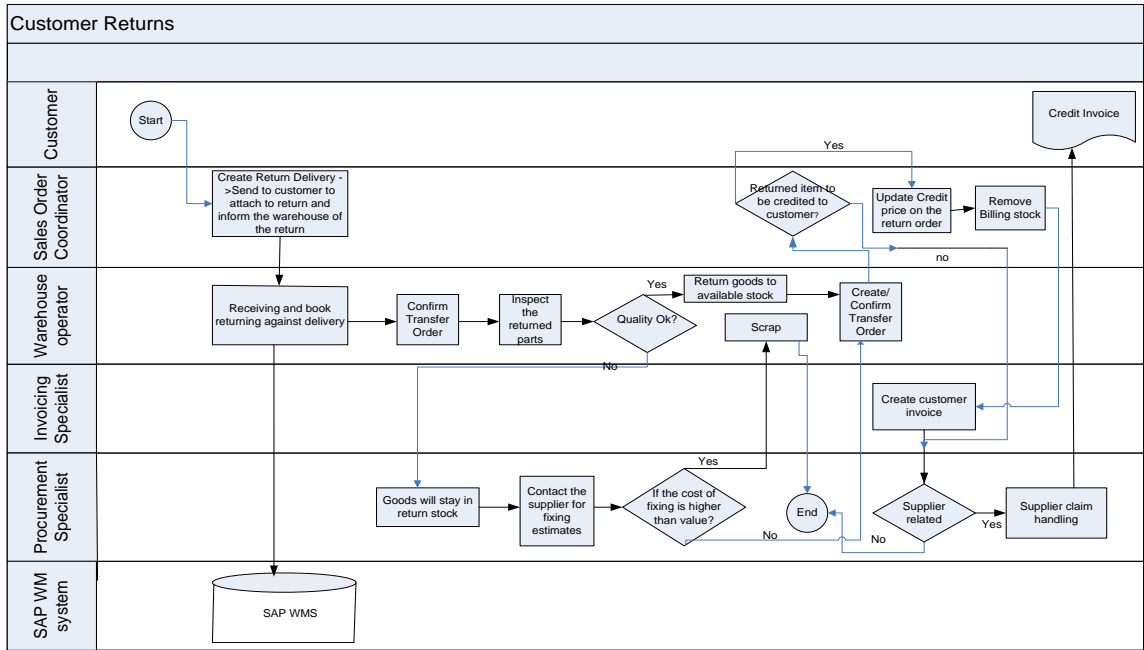 Customer Returns
Customer
Start
Credit Invoice
Yes
Sales Order
Coordinator
Create Return Delivery -
>Send to customer to
attach to return and
inform the warehouse of
the return
Returned item to
be credited to
customer?
Update Credit
price on the
return order
Remove
Billing stock
no
Warehouse
operator
Receiving and book
returning against delivery
Confirm
Transfer
Order
Inspect
the
returned
parts
Quality Ok?
Yes
Return goods to
available stock
Create/
Confirm
Transfer
Order
Scrap
No
Invoicing
Specialist
Create customer
invoice
Procurement
Specialist
Goods will stay in
return stock
Contact the
supplier for
fixing
estimates
If the cost of
fixing is higher
than value?
Yes
No
End
No
Supplier
related
Yes
Supplier claim
handling
SAP WM
system
SAP WMS